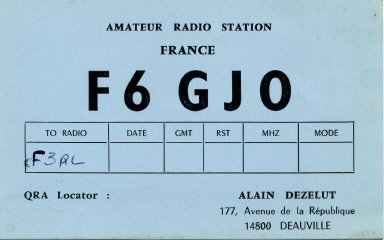 AMATEUR RADIO STATION
FRANCE
F6 GJO
TO RADIO DATE GMT RST MHZ MODE
F3AL
QRA Locator : ALAIN DEZELUT
177, Avenue de la République
14800 DEAUVILLE